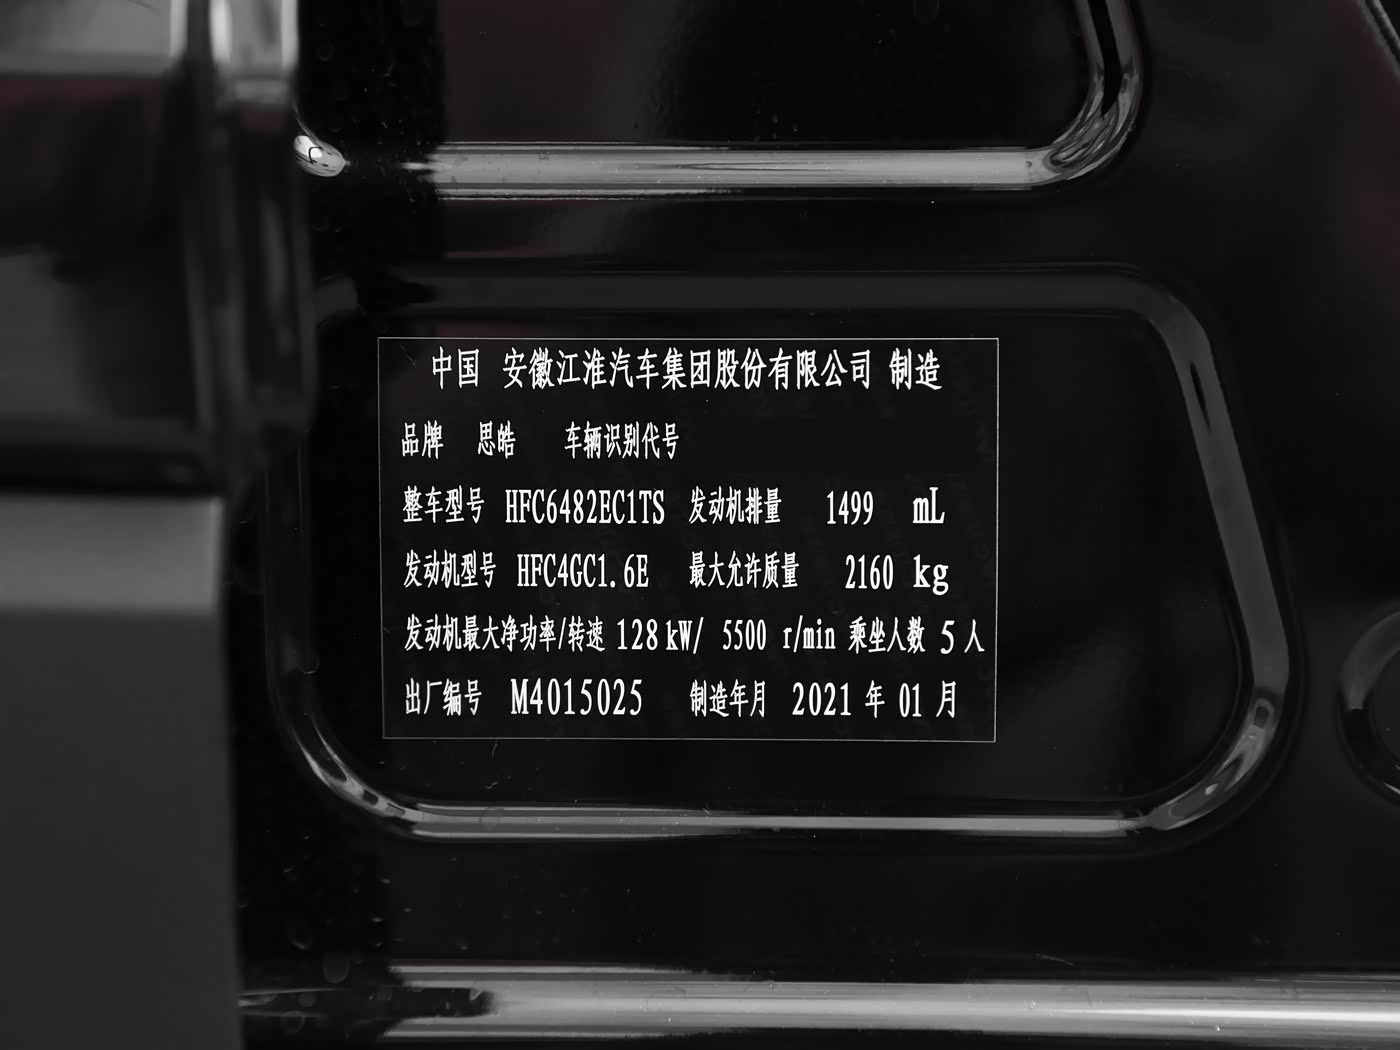 中国 安徽江淮汽车集团股份有限公司 制造
品牌 思皓 车辆识别代号
整车型号 HFC6482EC1TS 发动机排量 1499 mL
发动机型号 HFC4GC1.6E 最大允许质量 2160 kg
发动机最大净功率/转速 128 kW/ 5500 r/min 乘坐人数 5 人
出厂编号 M4015025 制造年月 2021 年 01 月